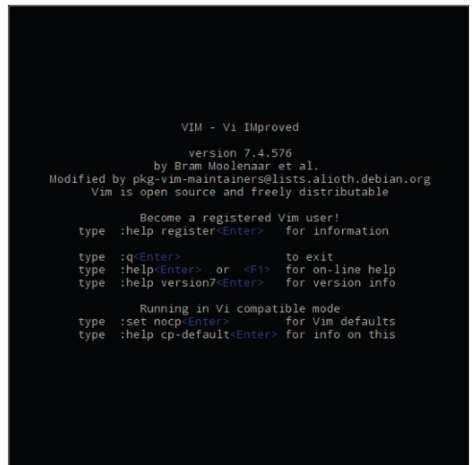 VIM - Vi IMproved
version 7.4.576
by Bram Moolenaar et al.
Modified by pkg-vim-maintainers@lists.alioth.debian.org
Vim is open source and freely distributable
Become a registered Vim user!
type :help register<Enter> for information
type :q<Enter> to exit
type :help<Enter> or <F1> for on-line help
type :help version7<Enter> for version info
Running in Vi compatible mode
type :set nocp<Enter> for Vim defaults
type :help cp-default<Enter> for info on this